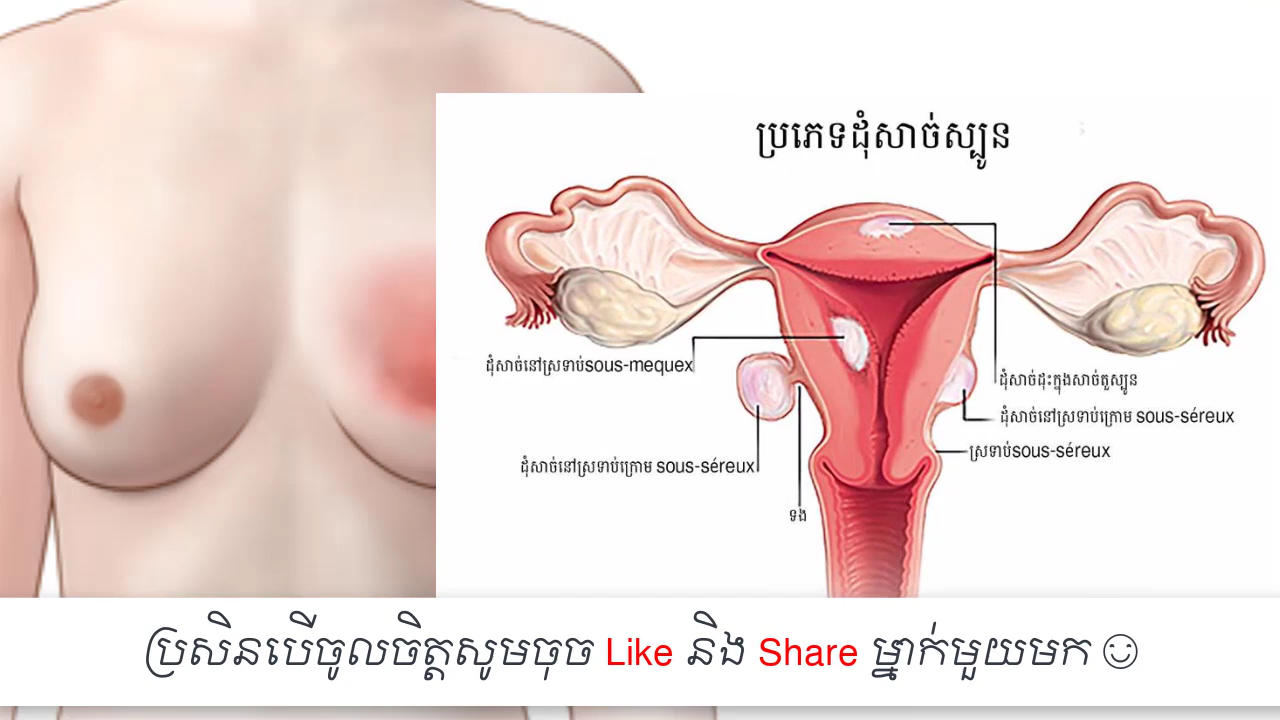 ប្រភេទដុំសាច់ស្បូន
ដុំសាច់នៅស្រទាប់sous-mequex
ដុំសាច់ដុះក្នុងសាច់តួស្បូន
ដុំសាច់នៅស្រទាប់ក្រោម sous-séreux
ស្រទាប់sous-séreux
ដុំសាច់នៅស្រទាប់ក្រោម sous-séreux
ទង
ប្រសិនបើចូលចិត្តសូមចុច Like និង Share ម្នាក់មួយមក ☺